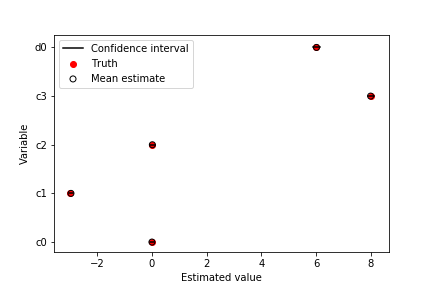 d0
Confidence interval
Truth
Mean estimate
c3
c2
c1
c0
Variable
−2
0
2
4
6
8
Estimated value